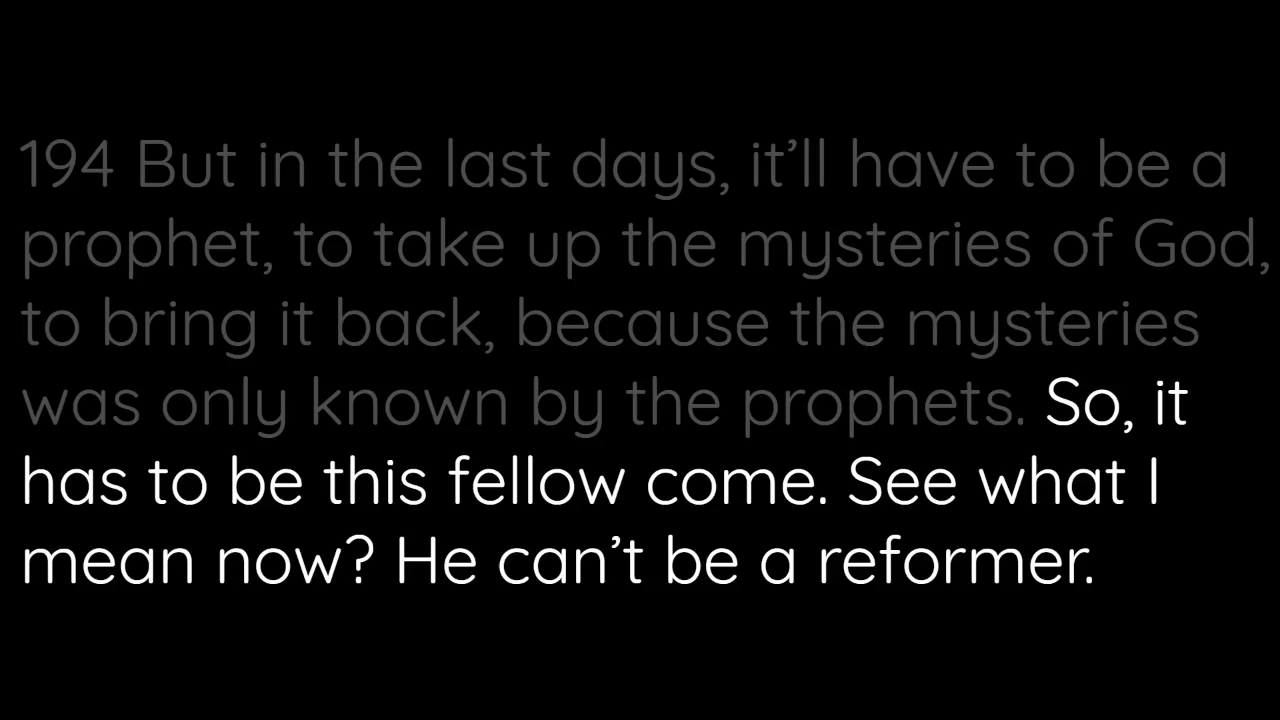 194 But in the last days, it’ll have to be a
prophet, to take up the mysteries of God,
to bring it back, because the mysteries
was only known by the prophets. So, it
has to be this fellow come. See what I
mean now? He can’t be a reformer.